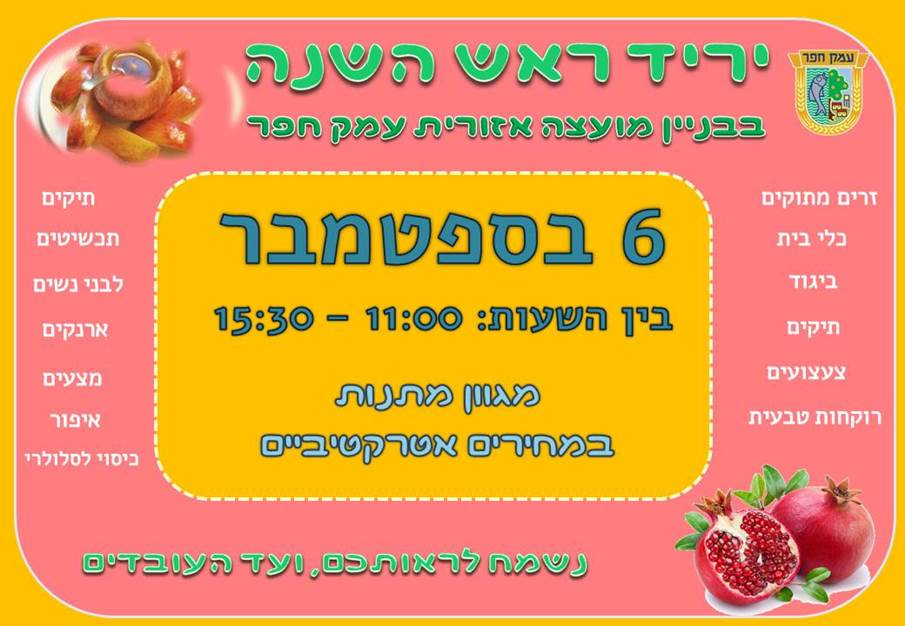 עמק חפר
יריד ראש השנה
בבניין מועצה אזורית עמק חפר
6 בספטמבר
בין השעות: 11:00 – 15:30
מגוון מתנות
במחירים אטרקטיביים
זרים מתוקים
כלי בית
ביגוד
תיקים
צעצועים
רוקחות טבעית
תיקים
תכשיטים
לבני נשים
ארנקים
מצעים
איפור
כיסוי לסלולרי
נשמח לראותכם, ועד העובדים